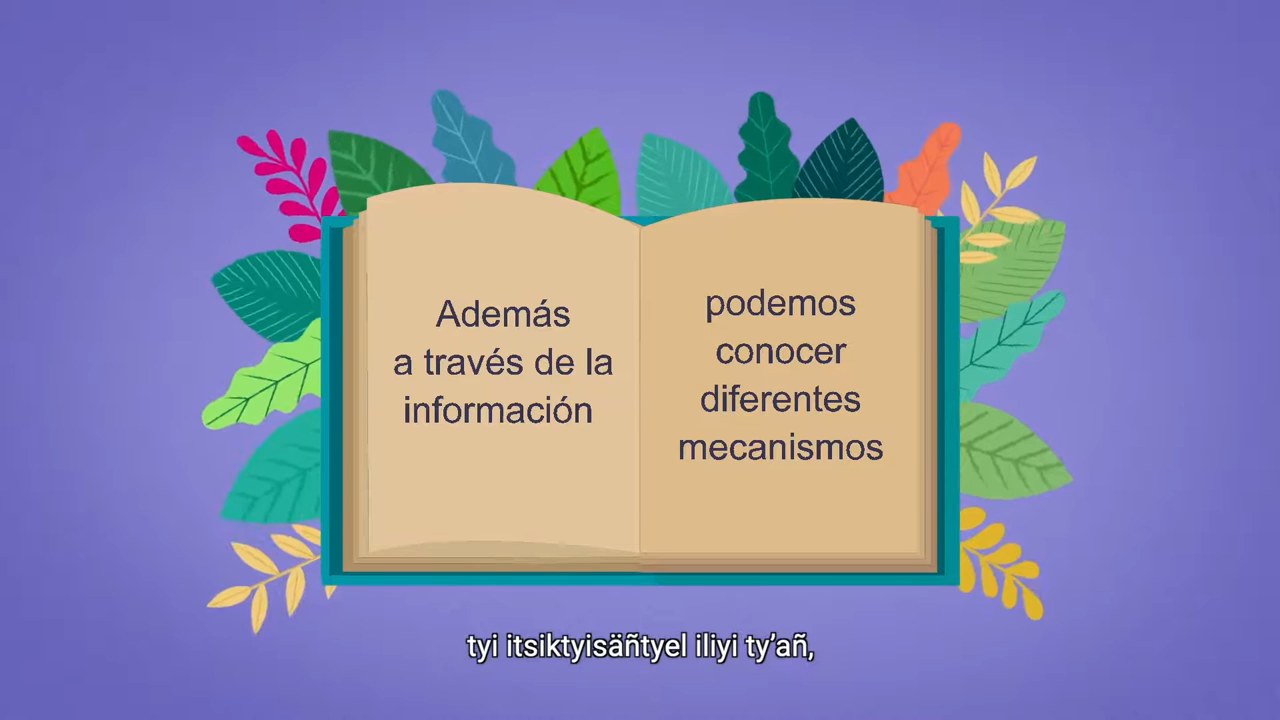 Además
a través de la
información
podemos
conocer
diferentes
mecanismos
tyi itsiktyisäñtyel iliyi ty’añ,